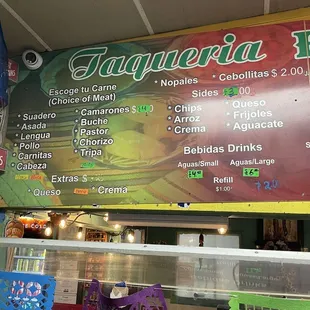 Taqueria
Escoge tu Carne
(Choice of Meat)
* Suadero
* Asada
* Lengua
* Pollo
* Carnitas
* Cabeza
* Camarones
* Buche
* Pastor
* Chorizo
* Tripa
Extras $
* Queso
* Crema
* Nopales
* Cebollitas $ 2.00
Sides
* Chips
* Arroz
* Crema
* Queso
* Frijoles
* Aguacate
Bebidas Drinks
Aguas/Small
Aguas/Large
Refill
$1.00